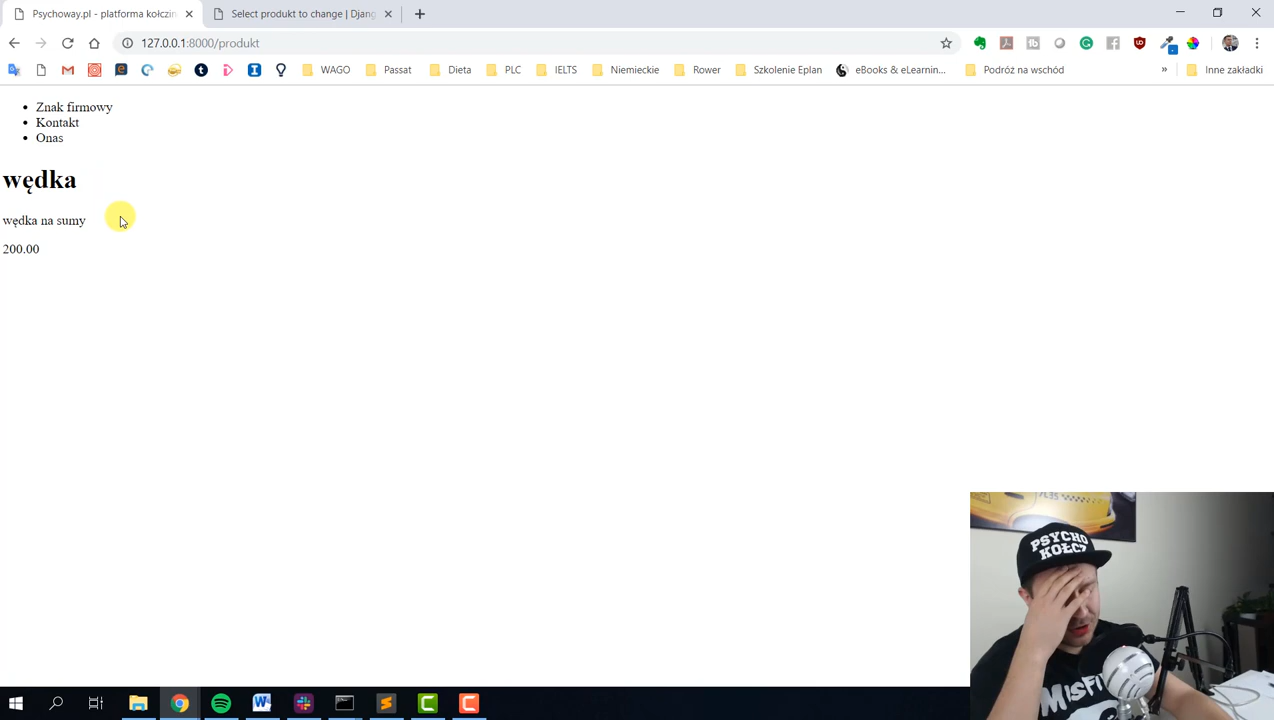 Psychoway.pl - platforma kołczin
Select produkt to change | Djang
127.0.0.1:8000/produkt
WAGO
Passat
Dieta
PLC
IELTS
Niemieckie
Rower
Szkolenie Eplan
eBooks & eLearnin...
Podróż na wschód
»
Inne zakładki
• Znak firmowy
• Kontakt
• Onas
wędka
wędka na sumy
200.00
PSYCHO
KOŁCZ
MISFI